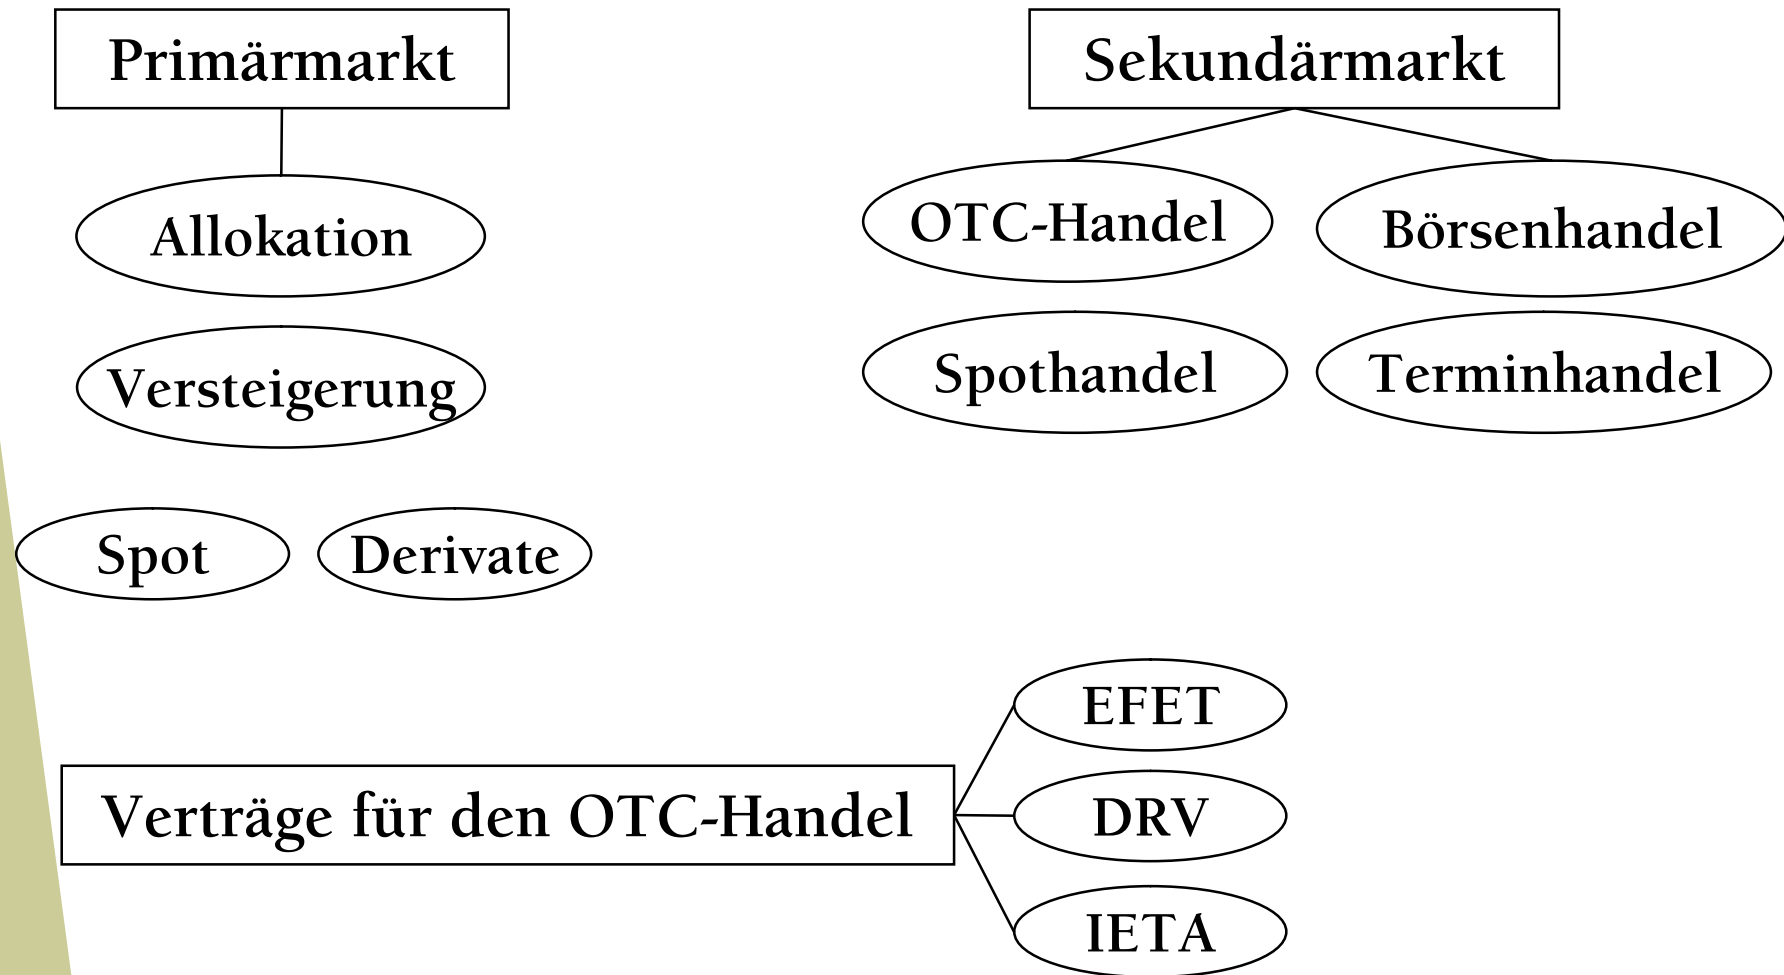 Primärmarkt
Sekundärmarkt
Allokation
OTC-Handel
Börsenhandel
Versteigerung
Spothandel
Terminhandel
Spot
Derivate
EFET
Verträge für den OTC-Handel
DRV
IETA